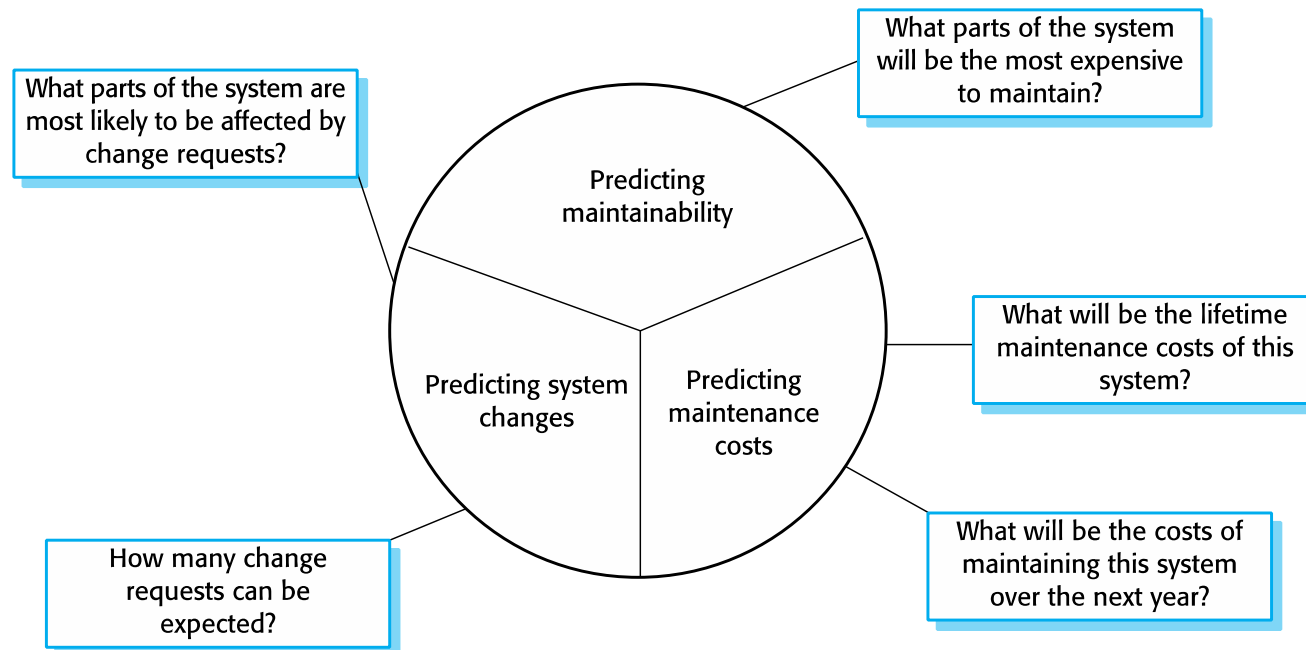 What parts of the system
will be the most expensive
to maintain?
What parts of the system are
most likely to be affected by
change requests?
Predicting
maintainability
What will be the lifetime
maintenance costs of this
system?
Predicting system
changes
Predicting
maintenance
costs
What will be the costs of
maintaining this system
over the next year?
How many change
requests can be
expected?